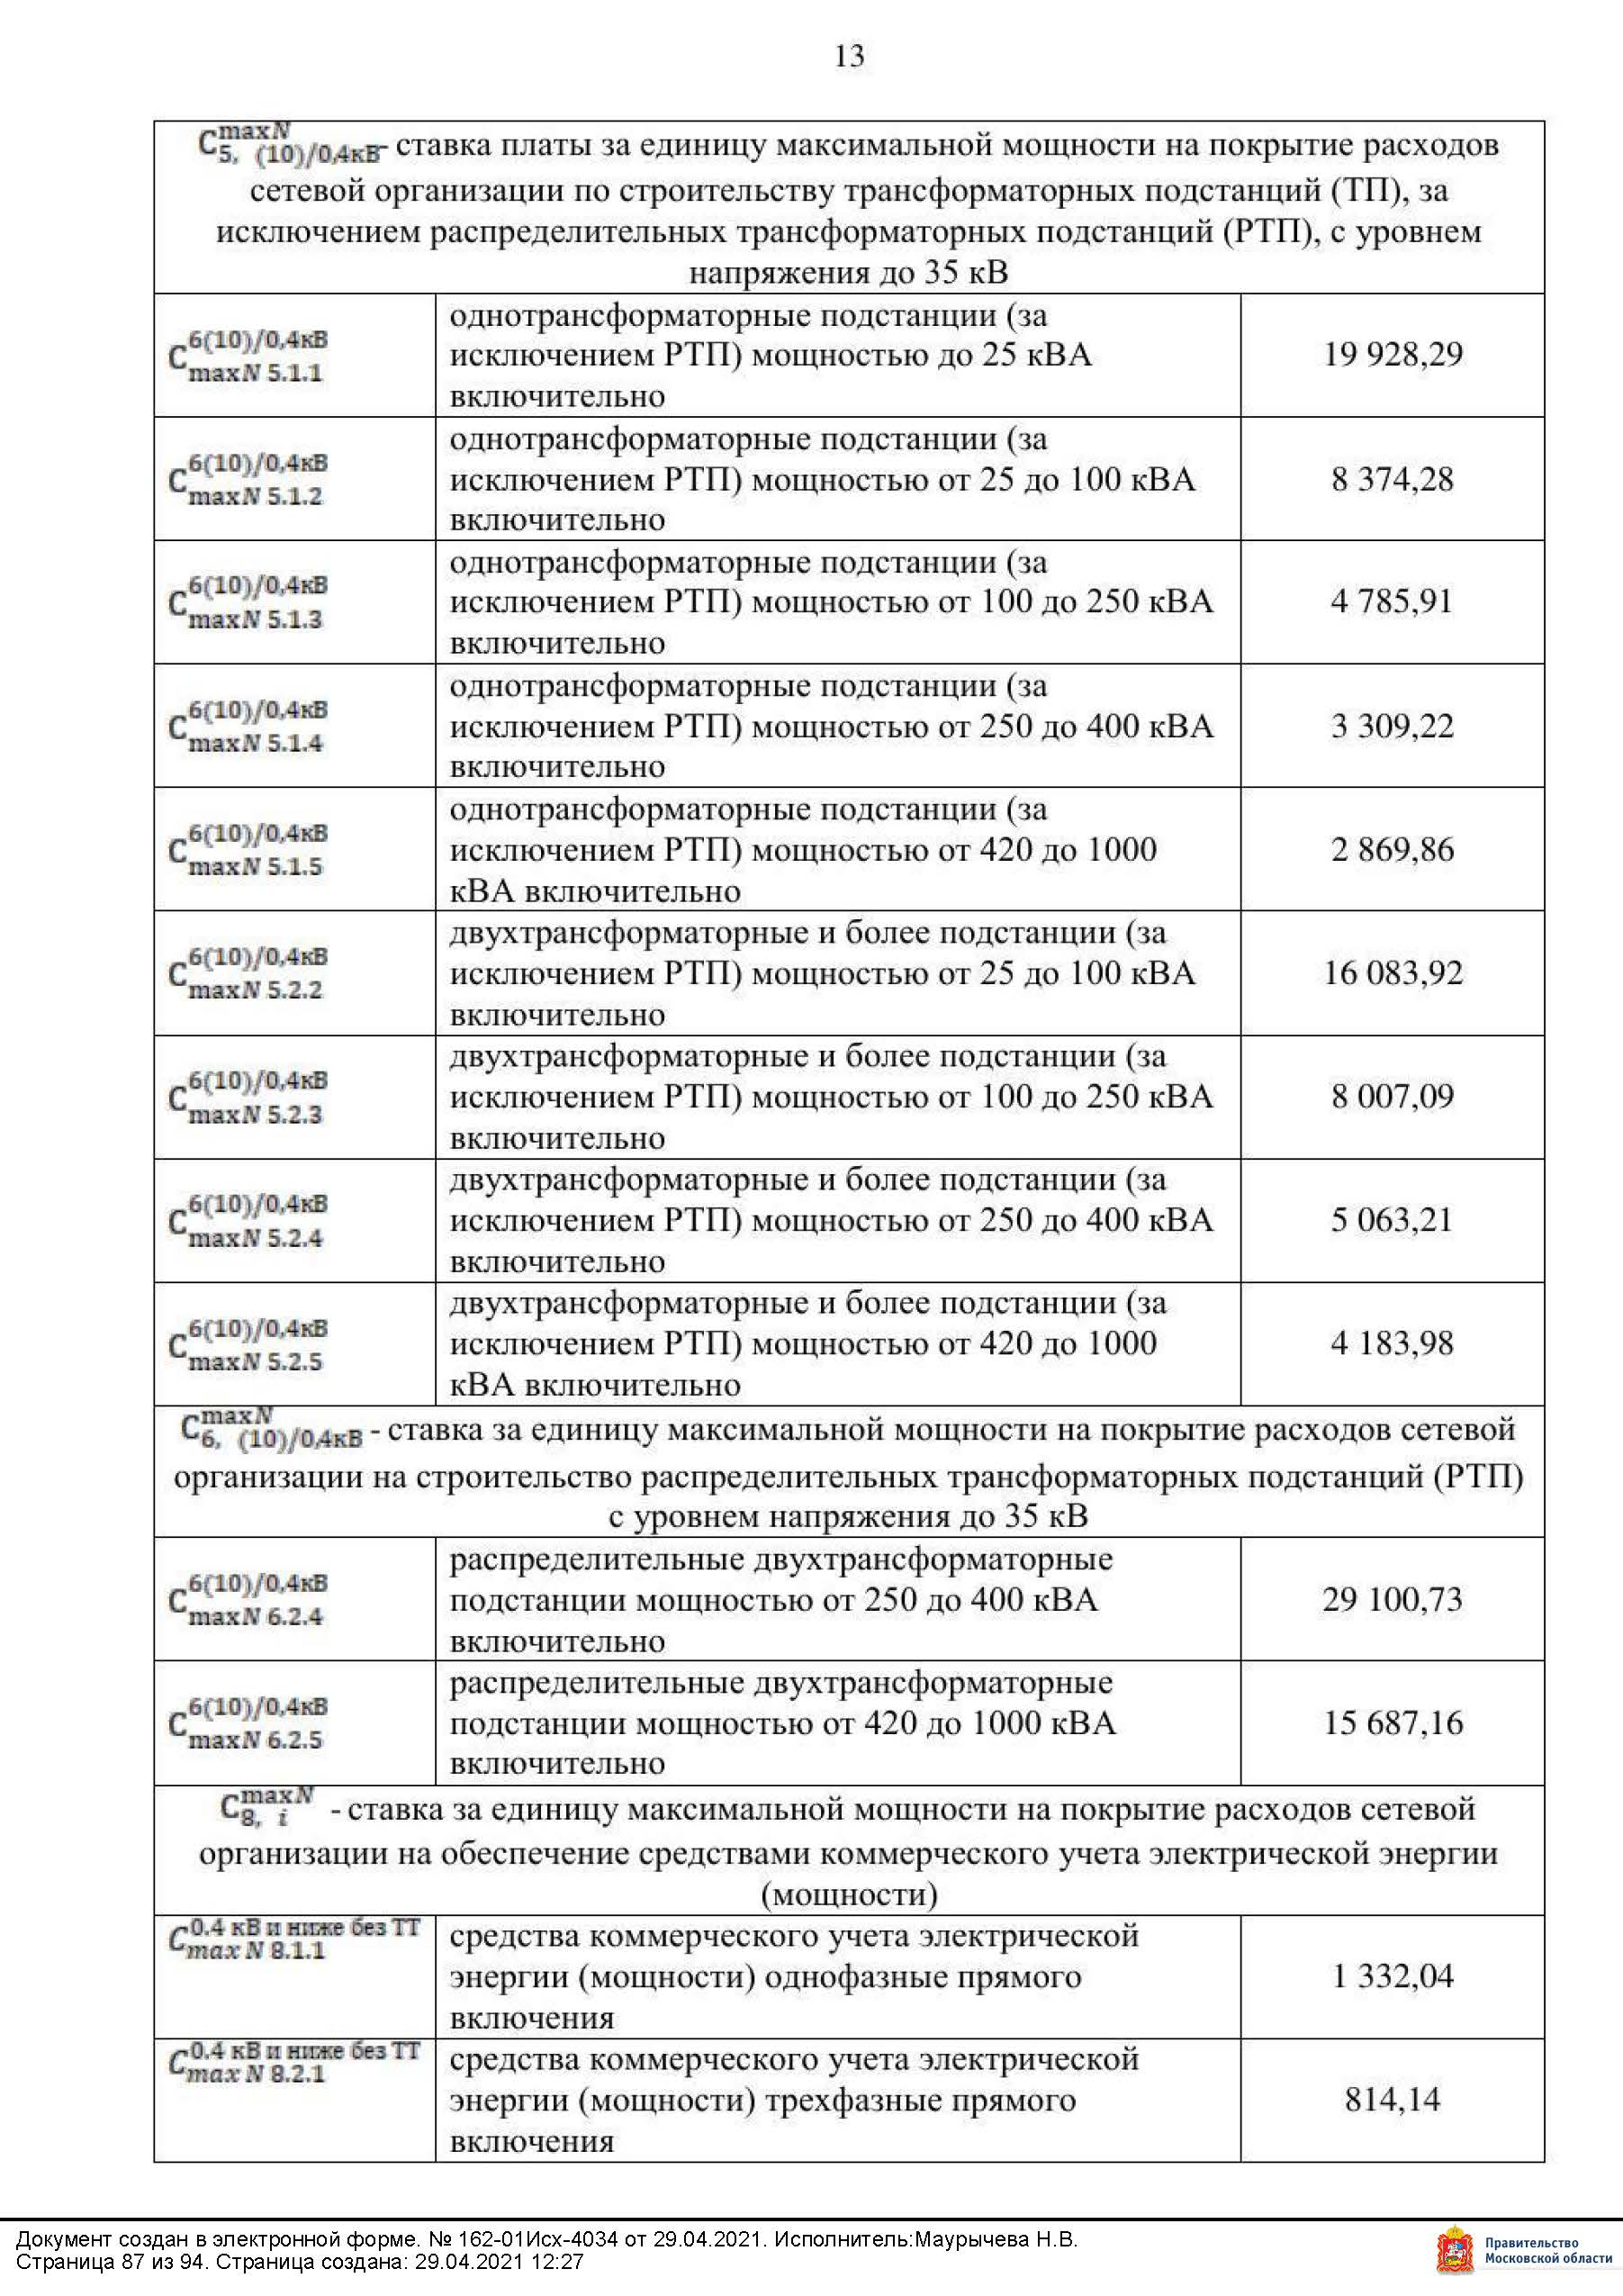 13
C₅,ᵐᵃˣᴺ (10)/0,4кВ- ставка платы за единицу максимальной мощности на покрытие расходов
сетевой организации по строительству трансформаторных подстанций (ТП), за
исключением распределительных трансформаторных подстанций (РТП), с уровнем
напряжения до 35 кВ
C 6(10)/0,4кВ
maxN 5.1.1
однотрансформаторные подстанции (за
исключением РТП) мощностью до 25 кВА
включительно
19 928,29
C 6(10)/0,4кВ
maxN 5.1.2
однотрансформаторные подстанции (за
исключением РТП) мощностью от 25 до 100 кВА
включительно
8 374,28
C 6(10)/0,4кВ
maxN 5.1.3
однотрансформаторные подстанции (за
исключением РТП) мощностью от 100 до 250 кВА
включительно
4 785,91
C 6(10)/0,4кВ
maxN 5.1.4
однотрансформаторные подстанции (за
исключением РТП) мощностью от 250 до 400 кВА
включительно
3 309,22
C 6(10)/0,4кВ
maxN 5.1.5
однотрансформаторные подстанции (за
исключением РТП) мощностью от 420 до 1000
кВА включительно
2 869,86
C 6(10)/0,4кВ
maxN 5.2.2
двухтрансформаторные и более подстанции (за
исключением РТП) мощностью от 25 до 100 кВА
включительно
16 083,92
C 6(10)/0,4кВ
maxN 5.2.3
двухтрансформаторные и более подстанции (за
исключением РТП) мощностью от 100 до 250 кВА
включительно
8 007,09
C 6(10)/0,4кВ
maxN 5.2.4
двухтрансформаторные и более подстанции (за
исключением РТП) мощностью от 250 до 400 кВА
включительно
5 063,21
C 6(10)/0,4кВ
maxN 5.2.5
двухтрансформаторные и более подстанции (за
исключением РТП) мощностью от 420 до 1000
кВА включительно
4 183,98
C₆,ᵐᵃˣᴺ (10)/0,4кВ - ставка за единицу максимальной мощности на покрытие расходов сетевой
организации на строительство распределительных трансформаторных подстанций (РТП)
с уровнем напряжения до 35 кВ
C 6(10)/0,4кВ
maxN 6.2.4
распределительные двухтрансформаторные
подстанции мощностью от 250 до 400 кВА
включительно
29 100,73
C 6(10)/0,4кВ
maxN 6.2.5
распределительные двухтрансформаторные
подстанции мощностью от 420 до 1000 кВА
включительно
15 687,16
C₈,ᵐᵃˣᴺ i - ставка за единицу максимальной мощности на покрытие расходов сетевой
организации на обеспечение средствами коммерческого учета электрической энергии
(мощности)
C 0.4 кВ и ниже без ТТ
max N 8.1.1
средства коммерческого учета электрической
энергии (мощности) однофазные прямого
включения
1 332,04
C 0.4 кВ и ниже без ТТ
max N 8.2.1
средства коммерческого учета электрической
энергии (мощности) трехфазные прямого
включения
814,14
Документ создан в электронной форме. № 162-01Исх-4034 от 29.04.2021. Исполнитель:Маурычева Н.В.
Страница 87 из 94. Страница создана: 29.04.2021 12:27
Правительство
Московской области